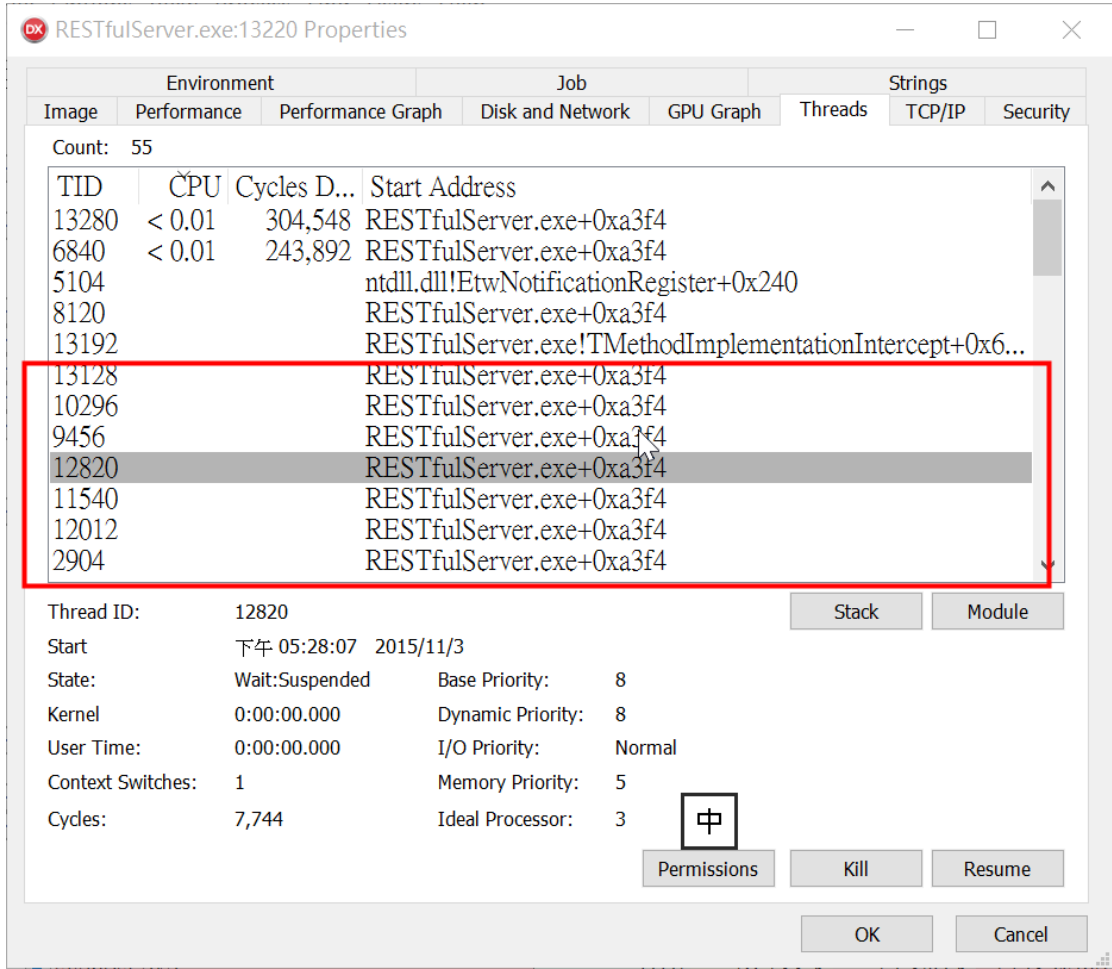 DX RESTfulServer.exe:13220 Properties
Environment Job Strings
Image Performance Performance Graph Disk and Network GPU Graph Threads TCP/IP Security
Count: 55
TID CPU Cycles D... Start Address
13280 < 0.01 304,548 RESTfulServer.exe+0xa3f4
6840 < 0.01 243,892 RESTfulServer.exe+0xa3f4
5104 ntdll.dll!EtwNotificationRegister+0x240
8120 RESTfulServer.exe+0xa3f4
13192 RESTfulServer.exe!TMethodImplementationIntercept+0x6...
13128 RESTfulServer.exe+0xa3f4
10296 RESTfulServer.exe+0xa3f4
9456 RESTfulServer.exe+0xa3f4
12820 RESTfulServer.exe+0xa3f4
11540 RESTfulServer.exe+0xa3f4
12012 RESTfulServer.exe+0xa3f4
2904 RESTfulServer.exe+0xa3f4
Thread ID: 12820 Stack Module
Start 下午 05:28:07 2015/11/3
State: Wait:Suspended Base Priority: 8
Kernel 0:00:00.000 Dynamic Priority: 8
User Time: 0:00:00.000 I/O Priority: Normal
Context Switches: 1 Memory Priority: 5
Cycles: 7,744 Ideal Processor: 3 中
Permissions Kill Resume
OK Cancel